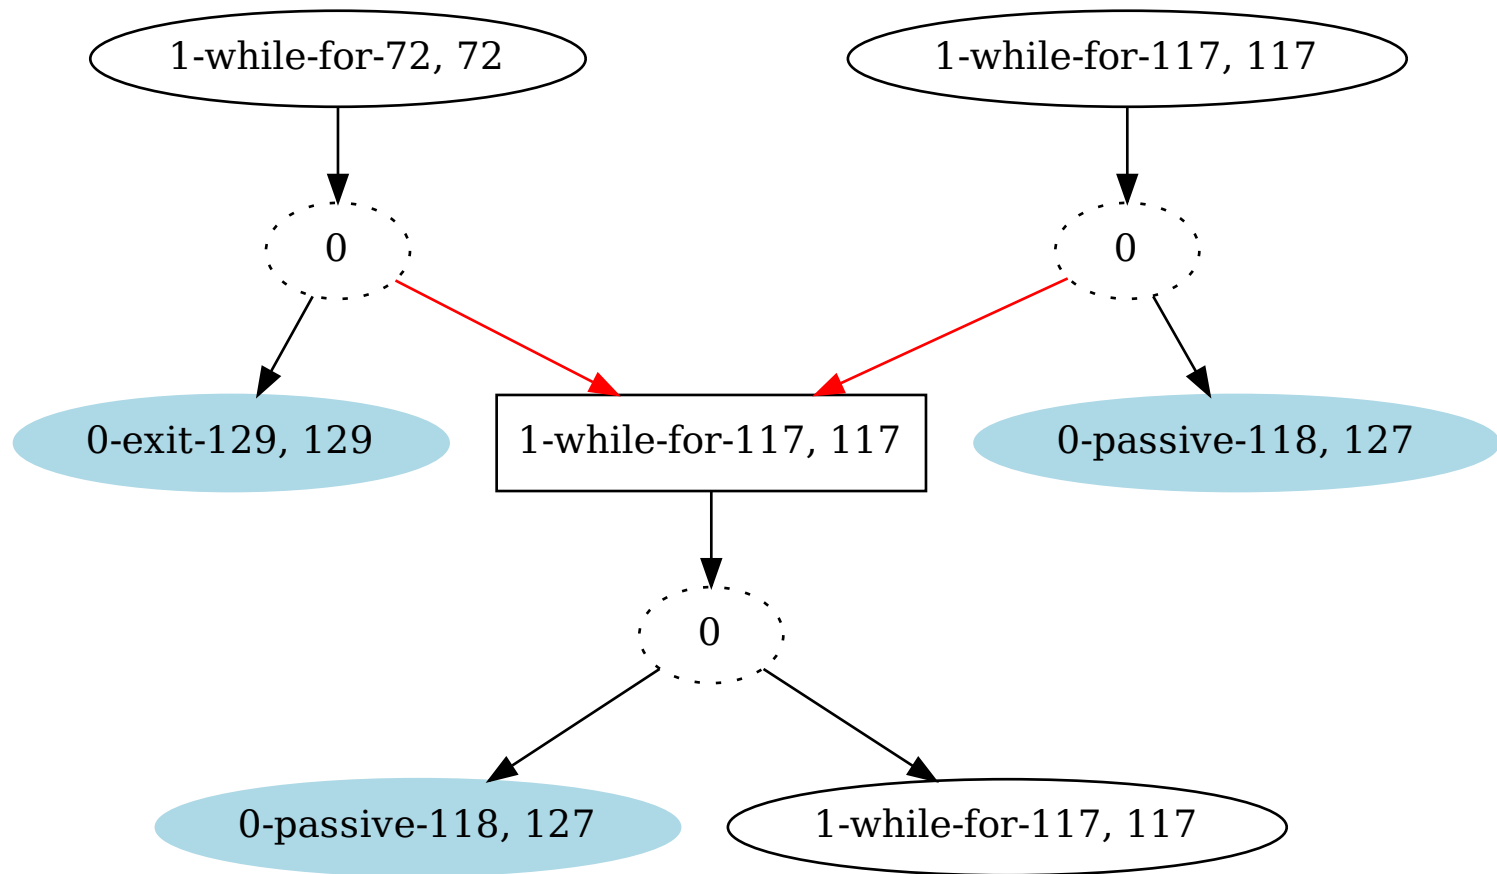 1-while-for-72, 72
1-while-for-117, 117
0
0
0-exit-129, 129
1-while-for-117, 117
0-passive-118, 127
0
0-passive-118, 127
1-while-for-117, 117